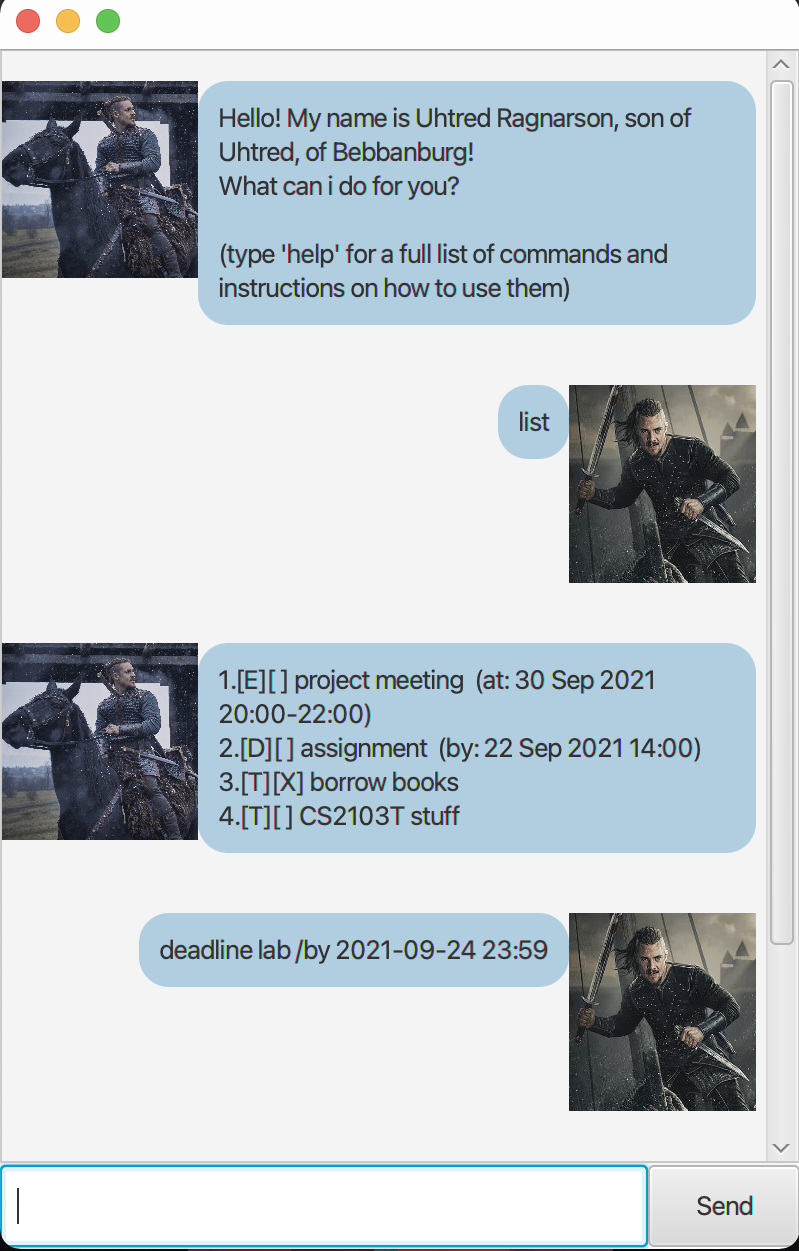 Hello! My name is Uhtred Ragnarson, son of
Uhtred, of Bebbanburg!
What can i do for you?
(type 'help' for a full list of commands and
instructions on how to use them)
list
1.[E][ ] project meeting  (at: 30 Sep 2021
20:00-22:00)
2.[D][ ] assignment  (by: 22 Sep 2021 14:00)
3.[T][X] borrow books
4.[T][ ] CS2103T stuff
deadline lab /by 2021-09-24 23:59
Send